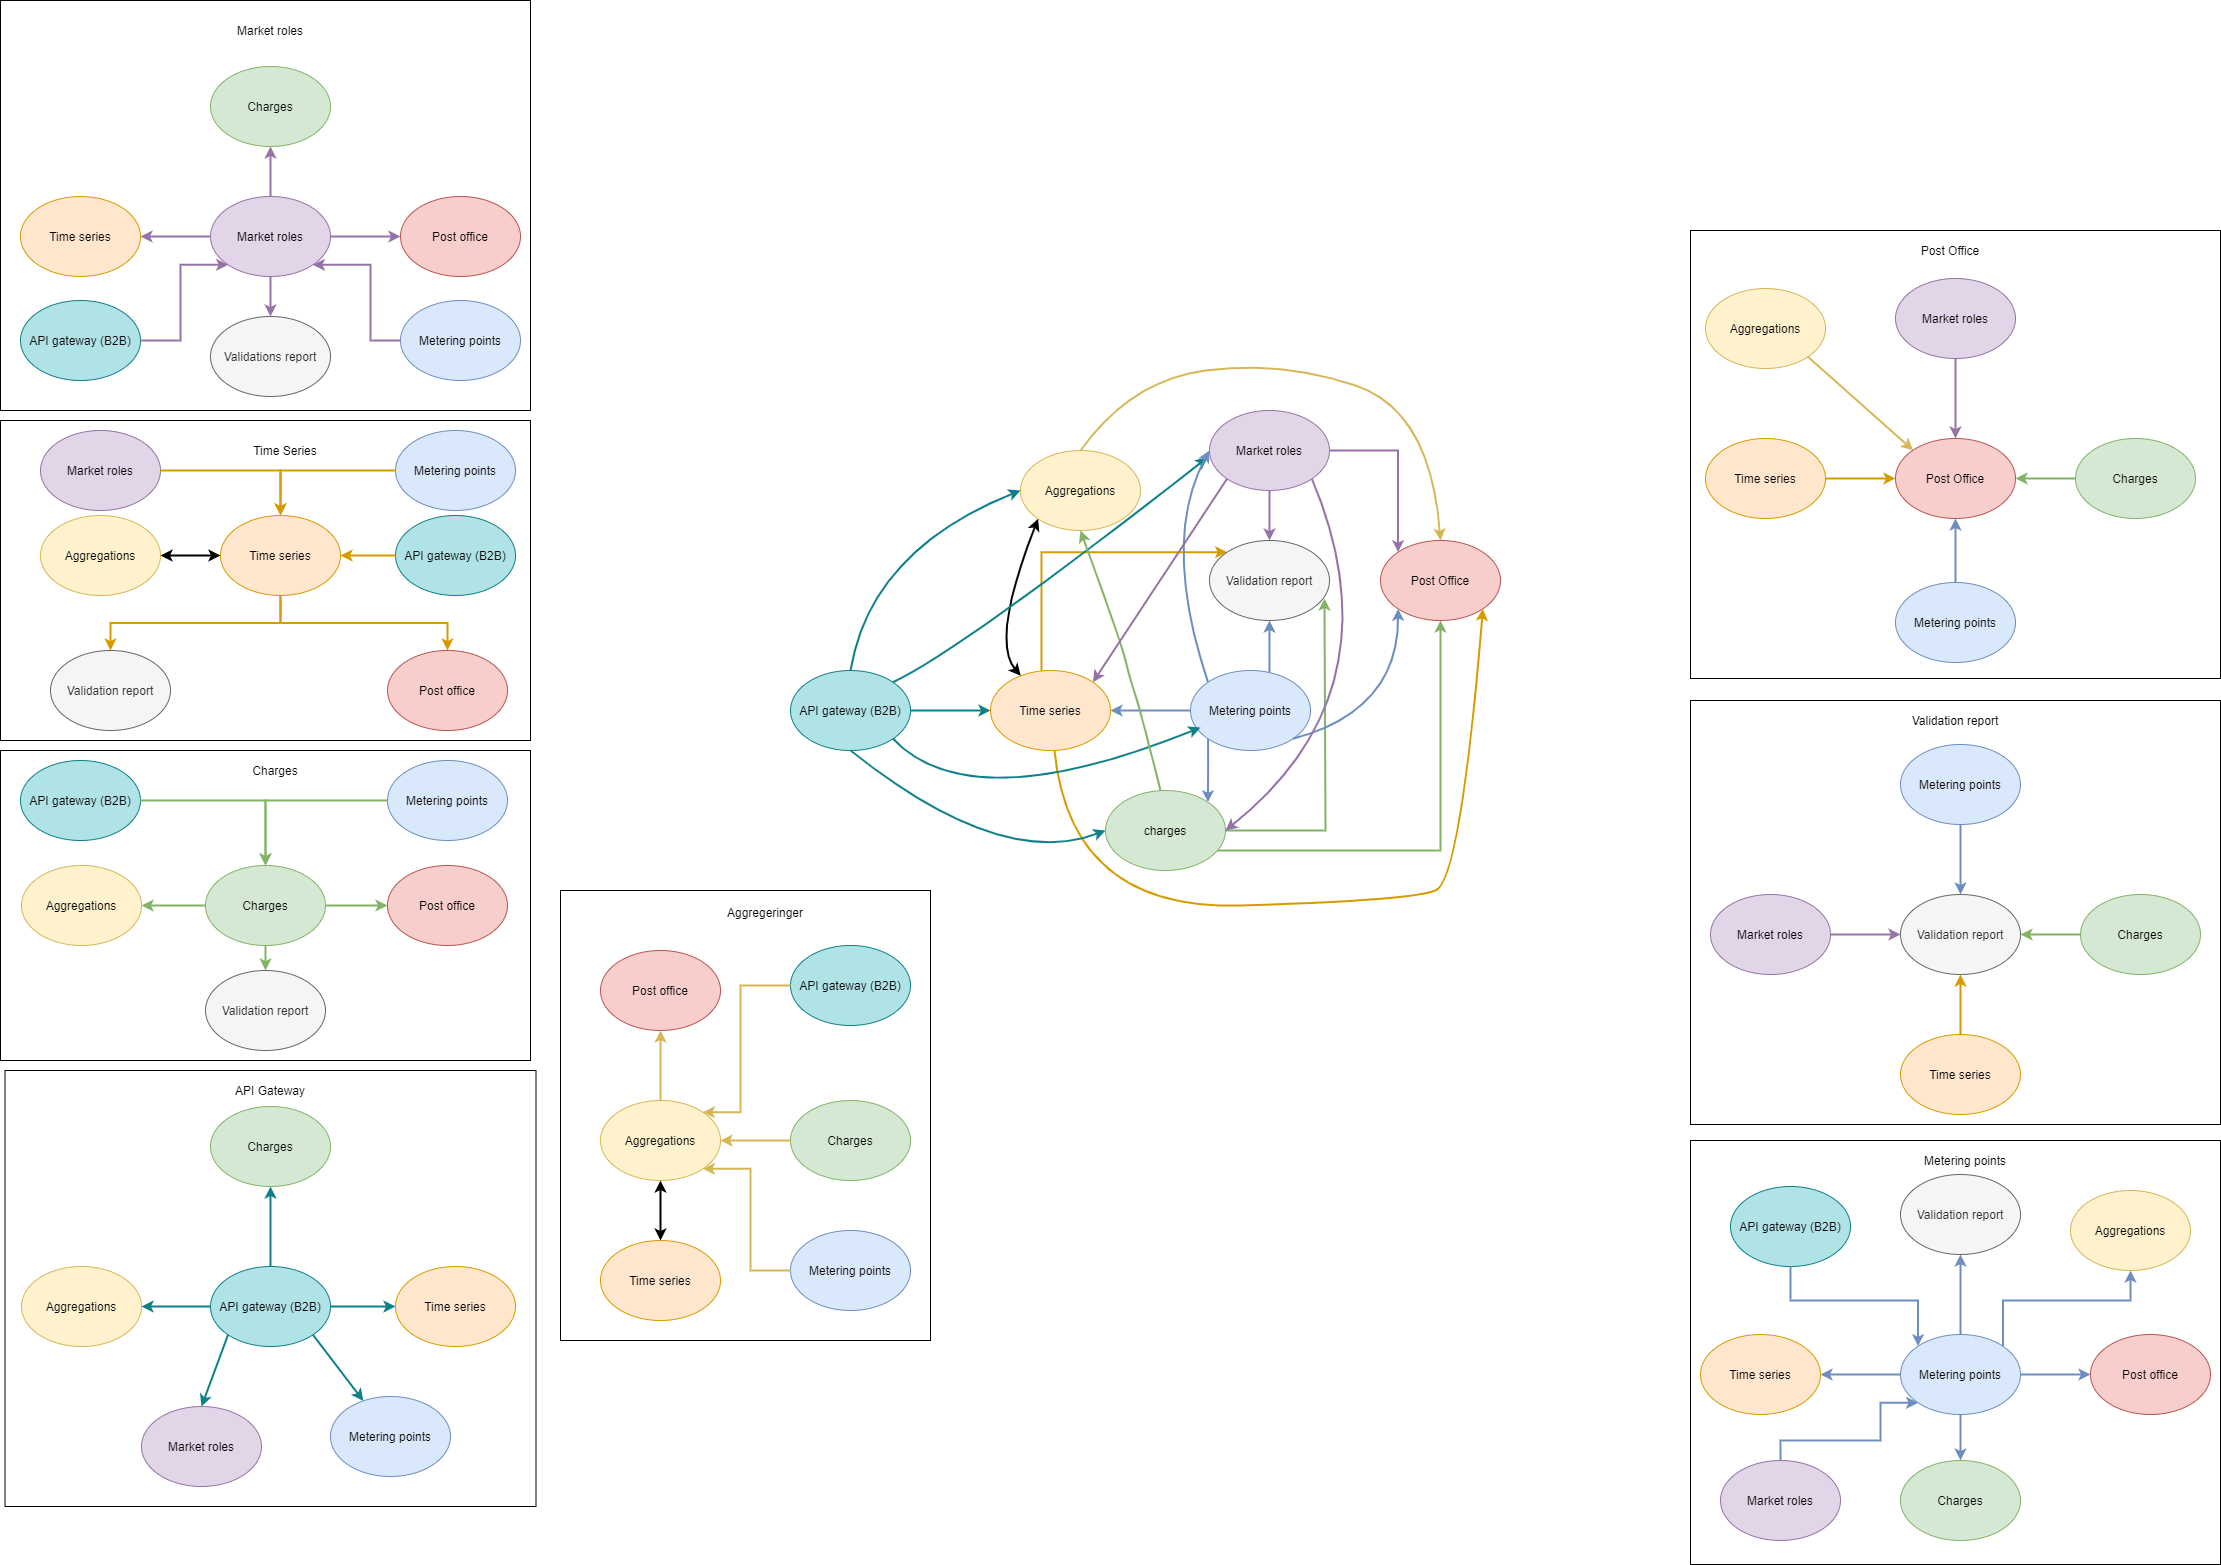 Market roles
Charges
Time series
Market roles
Post office
API gateway (B2B)
Validations report
Metering points
Market roles
Time Series
Metering points
Aggregations
Time series
API gateway (B2B)
Validation report
Post office
API gateway (B2B)
Charges
Metering points
Aggregations
Charges
Post office
Validation report
API Gateway
Charges
Aggregations
API gateway (B2B)
Time series
Market roles
Metering points
Aggregations
Market roles
Validation report
Post Office
API gateway (B2B)
Time series
Metering points
charges
Aggregeringer
Post office
API gateway (B2B)
Aggregations
Charges
Time series
Metering points
Post Office
Aggregations
Market roles
Time series
Post Office
Charges
Metering points
Validation report
Metering points
Market roles
Validation report
Charges
Time series
Metering points
API gateway (B2B)
Validation report
Aggregations
Time series
Metering points
Post office
Market roles
Charges